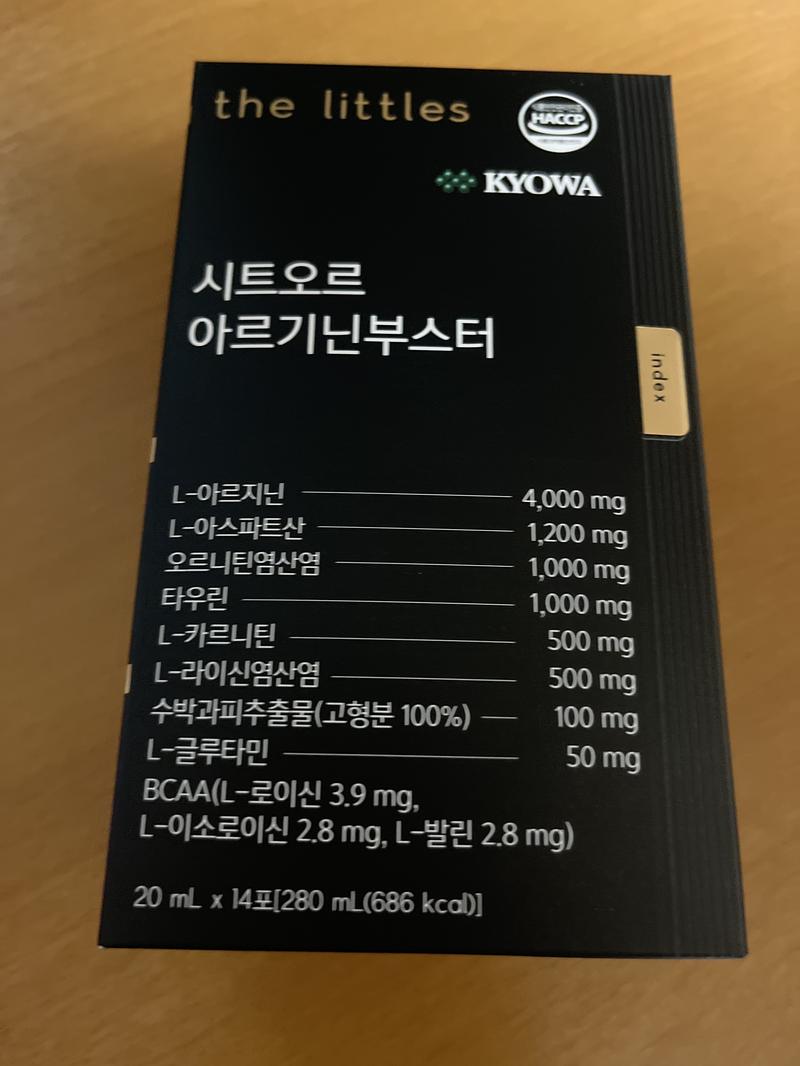 the littles
HACCP
KYOWA
시트오르
아르기닌부스터
index
L-아르지닌 4,000 mg
L-아스파트산 1,200 mg
오르니틴염산염 1,000 mg
타우린 1,000 mg
L-카르니틴 500 mg
L-라이신염산염 500 mg
수박과피추출물(고형분 100%) 100 mg
L-글루타민 50 mg
BCAA(L-로이신 3.9 mg,
L-이소로이신 2.8 mg, L-발린 2.8 mg)
20 mL x 14포[280 mL(686 kcal)]